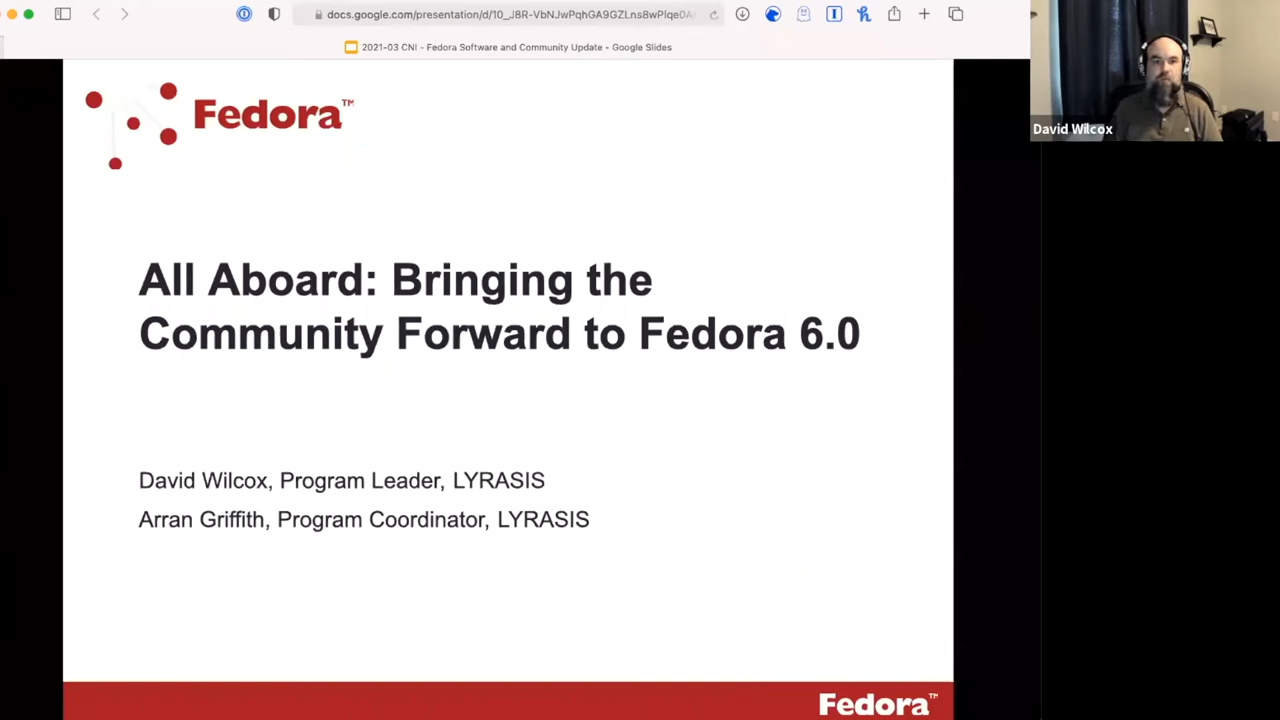 docs.google.com/presentation/d/10_J8R-VbNJwPqhGA9GZLns8wPlqe0A
2021-03 CNI - Fedora Software and Community Update - Google Slides
David Wilcox
Fedora™
All Aboard: Bringing the
Community Forward to Fedora 6.0
David Wilcox, Program Leader, LYRASIS
Arran Griffith, Program Coordinator, LYRASIS
Fedora™